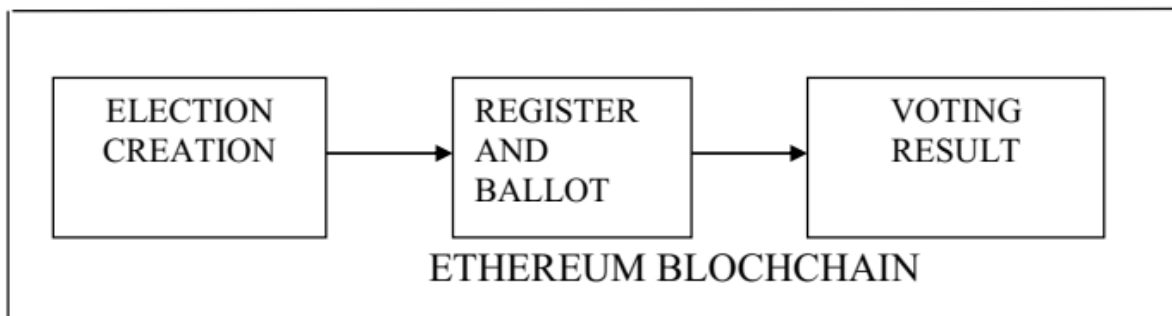 ELECTION
CREATION
REGISTER
AND
BALLOT
VOTING
RESULT
ETHEREUM BLOCHCHAIN